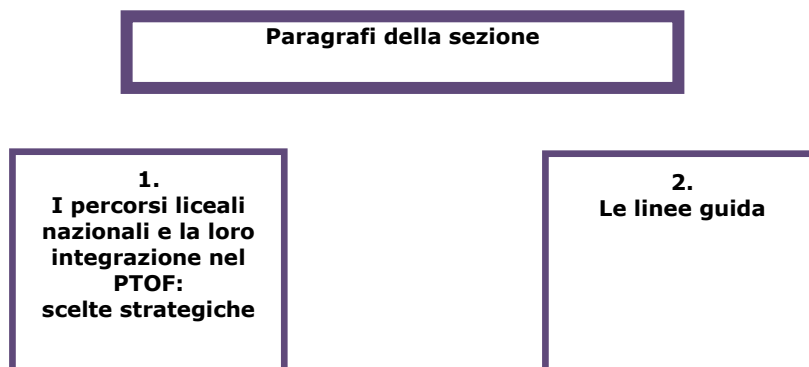 Paragrafi della sezione
1.
I percorsi liceali
nazionali e la loro
integrazione nel
PTOF:
scelte strategiche
2.
Le linee guida